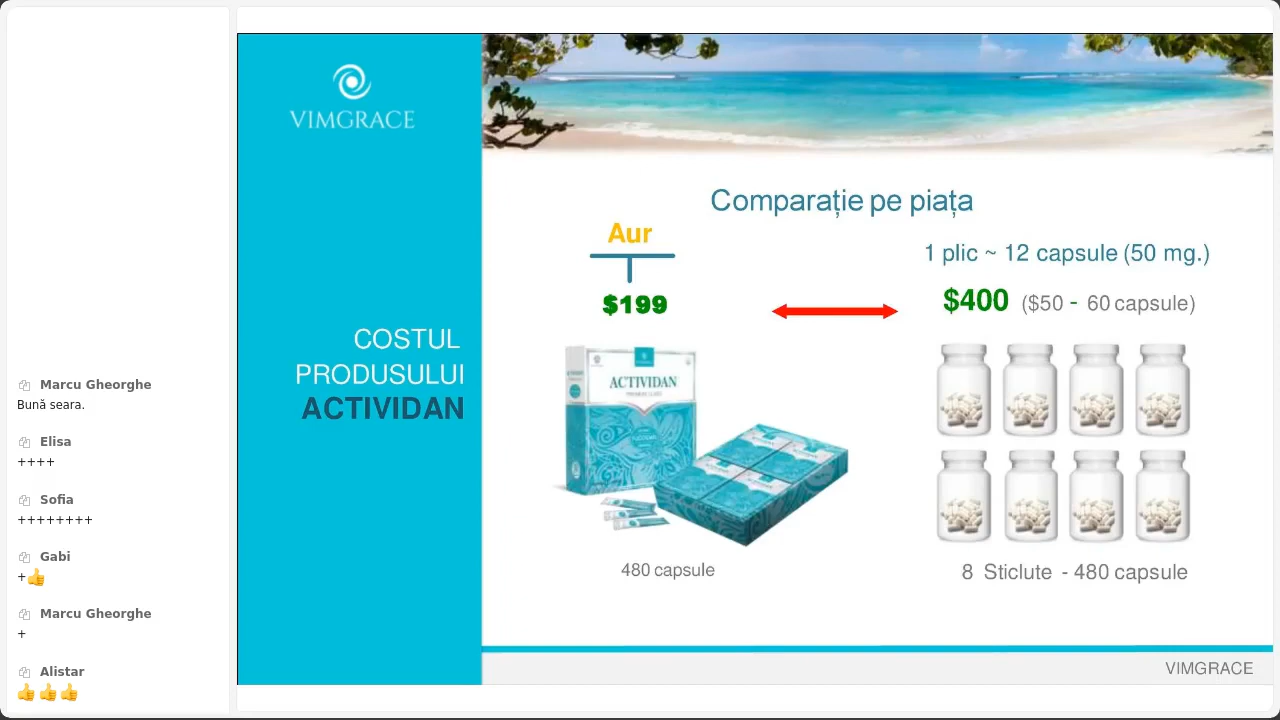 Marcu Gheorghe
Bună seara.
Elisa
++++
Sofia
++++++++
Gabi
+👍
Marcu Gheorghe
+
Alistar
👍👍👍
VIMGRACE
COSTUL
PRODUSULUI
ACTIVIDAN
Comparație pe piața
Aur
$199
1 plic ~ 12 capsule (50 mg.)
$400 ($50 - 60 capsule)
ACTIVIDAN
480 capsule
8 Sticlute - 480 capsule
VIMGRACE